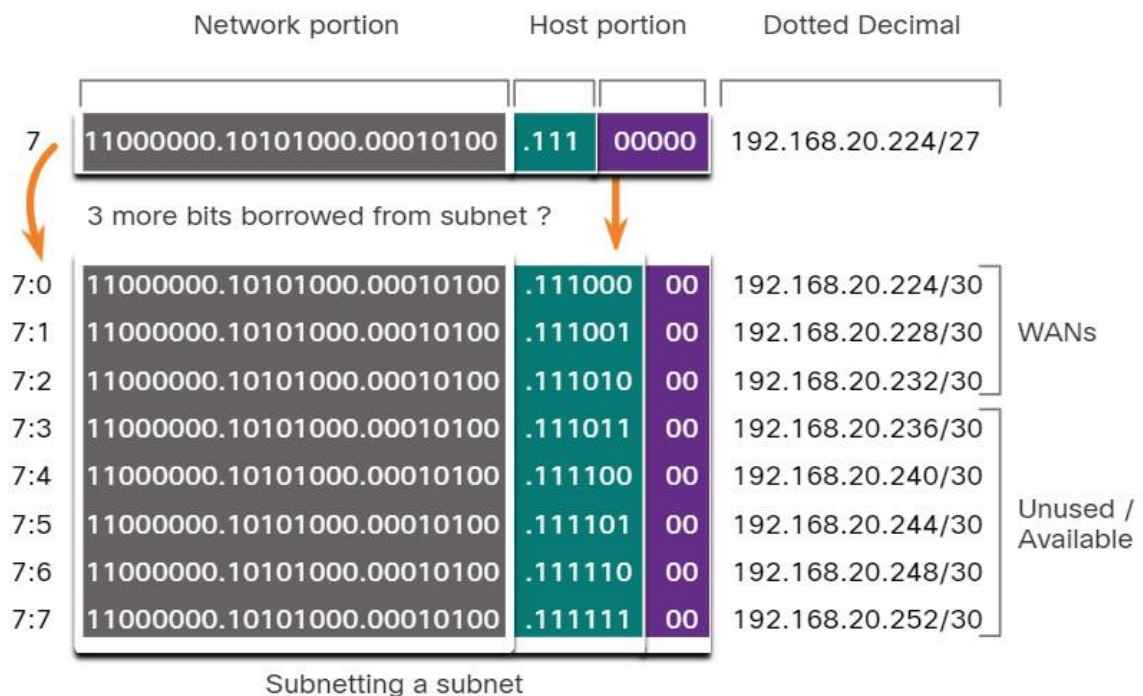 Network portion Host portion Dotted Decimal
7 11000000.10101000.00010100 .111 00000 192.168.20.224/27
3 more bits borrowed from subnet ?
7:0 11000000.10101000.00010100 .111000 00 192.168.20.224/30
7:1 11000000.10101000.00010100 .111001 00 192.168.20.228/30
WANs
7:2 11000000.10101000.00010100 .111010 00 192.168.20.232/30
7:3 11000000.10101000.00010100 .111011 00 192.168.20.236/30
7:4 11000000.10101000.00010100 .111100 00 192.168.20.240/30
7:5 11000000.10101000.00010100 .111101 00 192.168.20.244/30
Unused /
Available
7:6 11000000.10101000.00010100 .111110 00 192.168.20.248/30
7:7 11000000.10101000.00010100 .111111 00 192.168.20.252/30
Subnetting a subnet